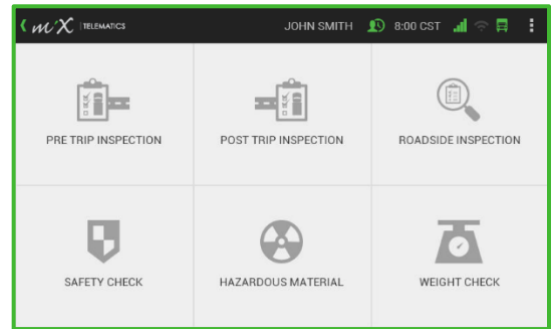 mix TELEMATICS JOHN SMITH 8:00 CST
PRE TRIP INSPECTION POST TRIP INSPECTION ROADSIDE INSPECTION
SAFETY CHECK HAZARDOUS MATERIAL WEIGHT CHECK